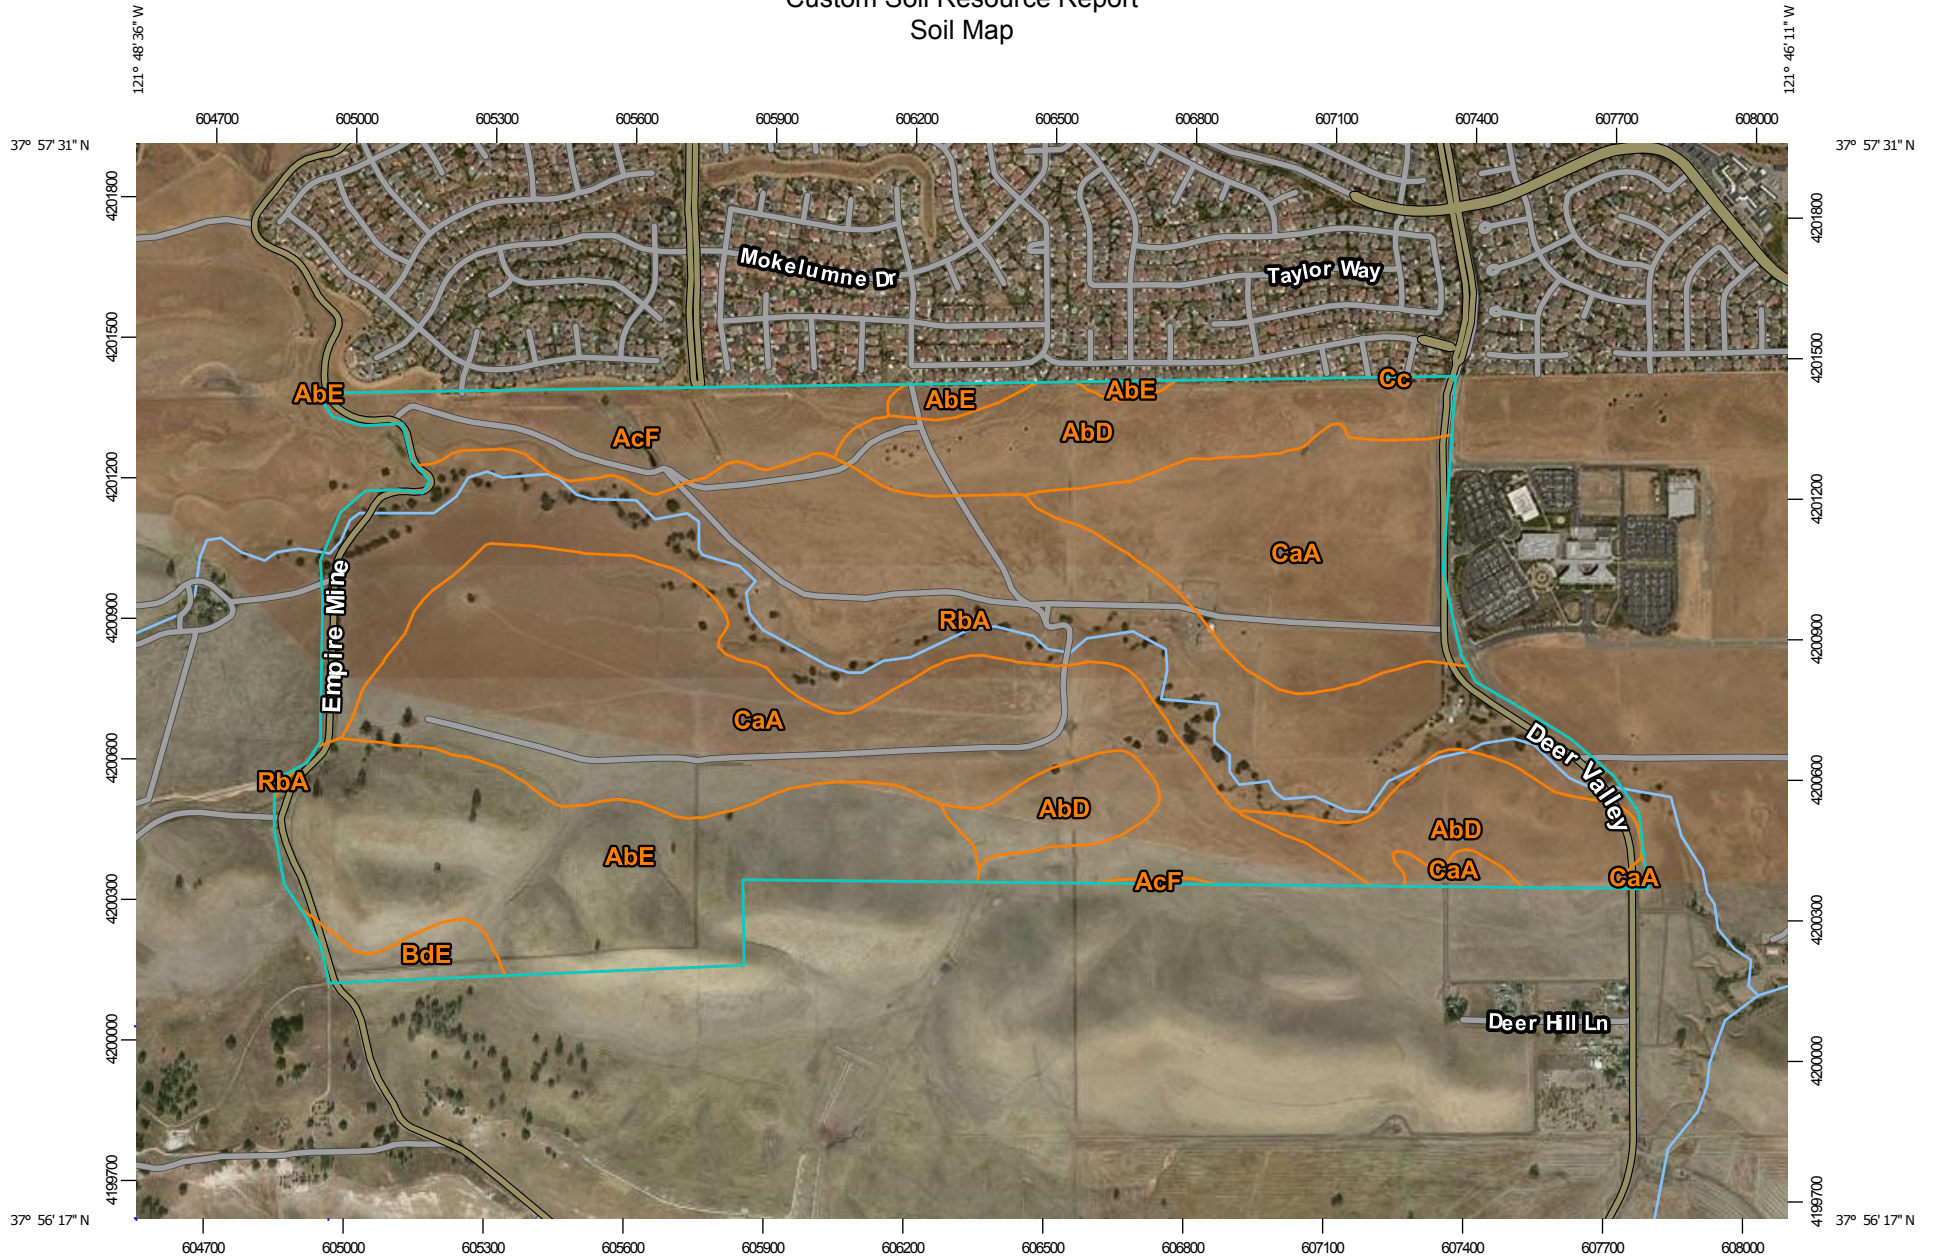 Custom Soil Resource Report
Soil Map
121° 48' 36" W
121° 46' 11" W
604700 605000 605300 605600 605900 606200 606500 606800 607100 607400 607700 608000
37° 57' 31" N
37° 57' 31" N
4201800
4201800
Mokelumne Dr
Taylor Way
4201500
4201500
AbE
AbE
AbE
Cc
AcF
AbD
4201200
4201200
CaA
Empire Mine
4200900
4200900
RbA
CaA
Deer Valley
4200600
4200600
RbA
AbD
AbD
AbE
CaA
AcF
CaA
4200300
4200300
BdE
Deer Hill Ln
4200000
4200000
4199700
4199700
37° 56' 17" N
37° 56' 17" N
604700 605000 605300 605600 605900 606200 606500 606800 607100 607400 607700 608000